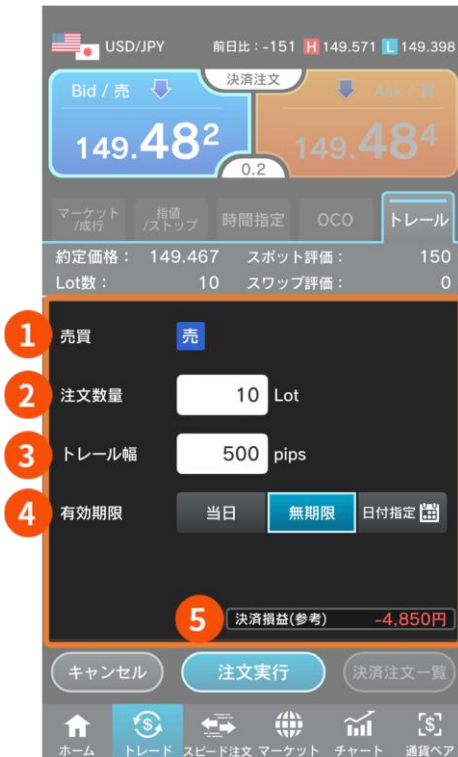 USD/JPY 前日比：-151 H 149.571 L 149.398
Bid / 売 決済注文 Ask / 買
149.482 149.484
0.2
マーケット/成行 指値/ストップ 時間指定 OCO トレール
約定価格： 149.467 スポット評価： 150
Lot数： 10 スワップ評価： 0
1 売買 売
2 注文数量 10 Lot
3 トレール幅 500 pips
4 有効期限 当日 無期限 日付指定
5 決済損益(参考) -4,850円
キャンセル 注文実行 決済注文一覧
ホーム トレード スピード注文 マーケット チャート 通貨ペア